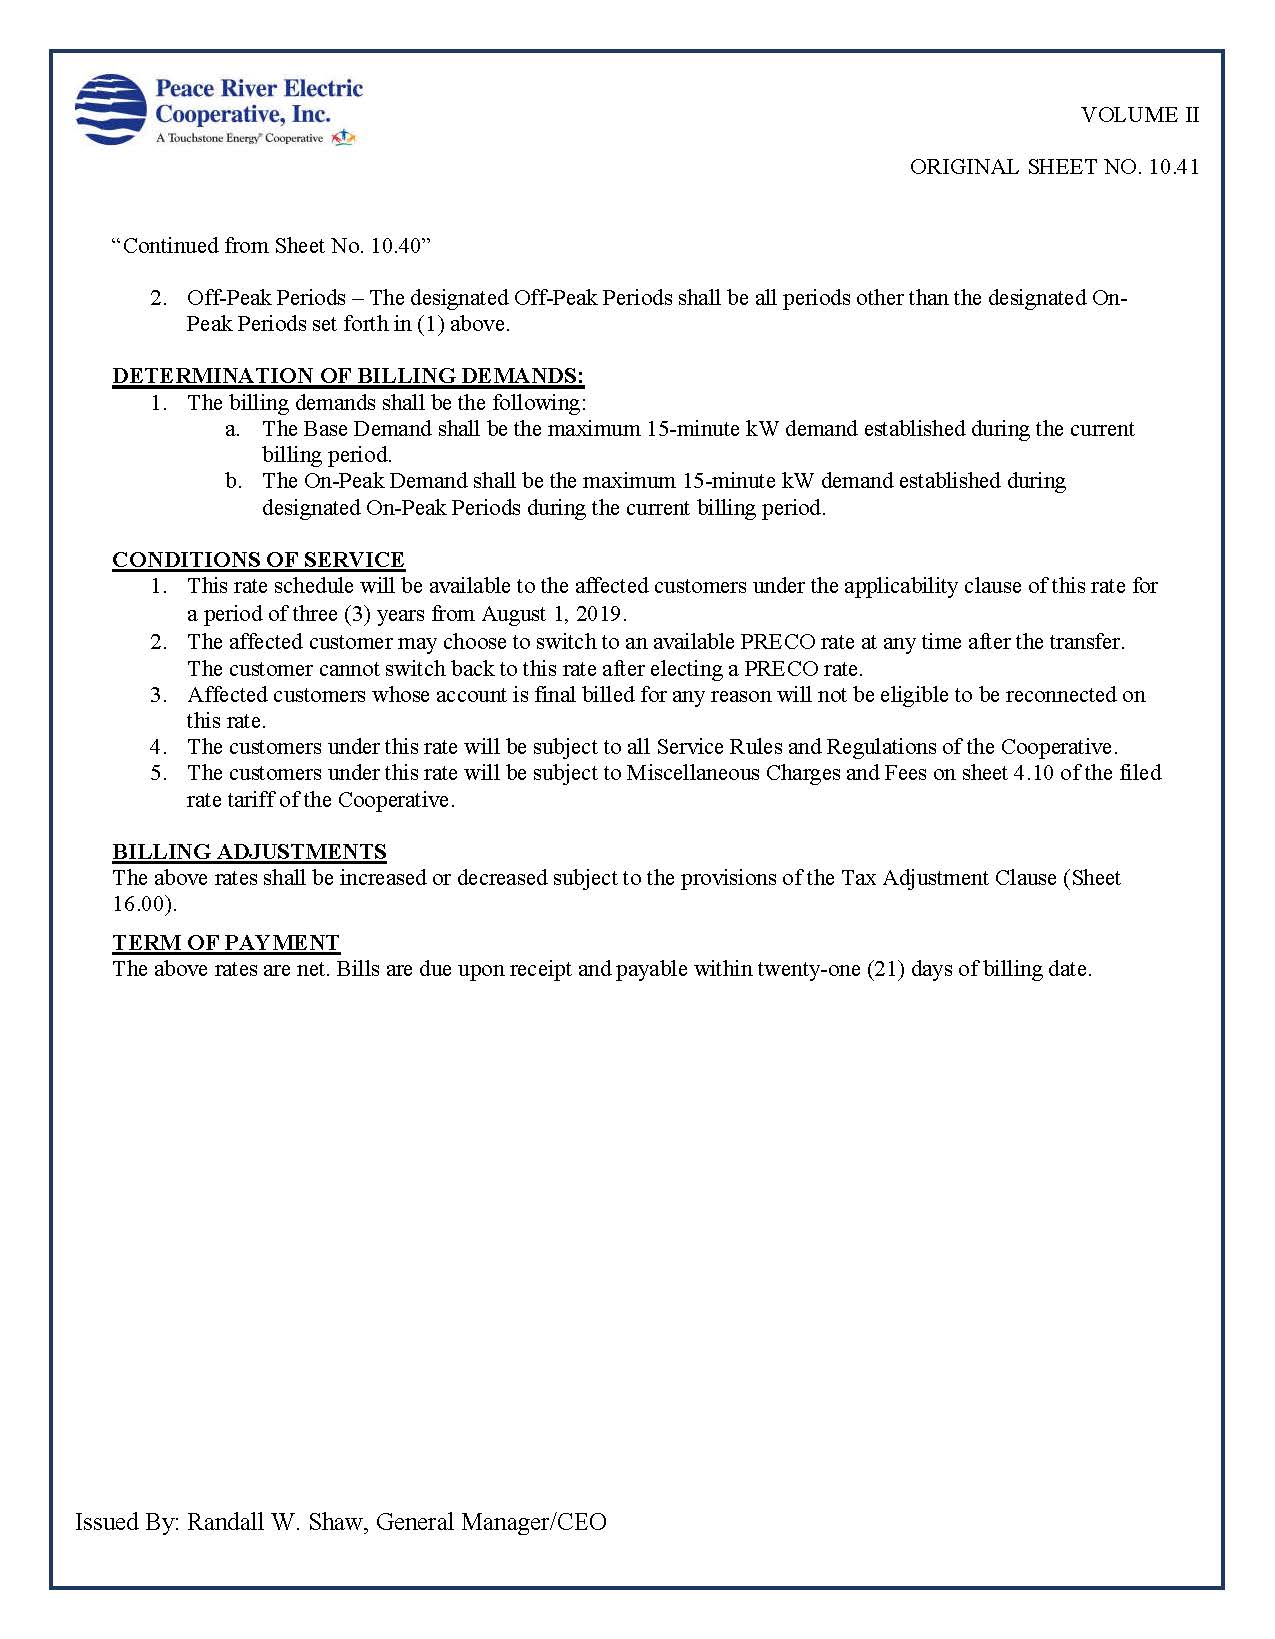 Peace River Electric
Cooperative, Inc.
A Touchstone Energy® Cooperative
VOLUME II
ORIGINAL SHEET NO. 10.41
“Continued from Sheet No. 10.40”
2. Off-Peak Periods – The designated Off-Peak Periods shall be all periods other than the designated On-
Peak Periods set forth in (1) above.
DETERMINATION OF BILLING DEMANDS:
1. The billing demands shall be the following:
a. The Base Demand shall be the maximum 15-minute kW demand established during the current
billing period.
b. The On-Peak Demand shall be the maximum 15-minute kW demand established during
designated On-Peak Periods during the current billing period.
CONDITIONS OF SERVICE
1. This rate schedule will be available to the affected customers under the applicability clause of this rate for
a period of three (3) years from August 1, 2019.
2. The affected customer may choose to switch to an available PRECO rate at any time after the transfer.
The customer cannot switch back to this rate after electing a PRECO rate.
3. Affected customers whose account is final billed for any reason will not be eligible to be reconnected on
this rate.
4. The customers under this rate will be subject to all Service Rules and Regulations of the Cooperative.
5. The customers under this rate will be subject to Miscellaneous Charges and Fees on sheet 4.10 of the filed
rate tariff of the Cooperative.
BILLING ADJUSTMENTS
The above rates shall be increased or decreased subject to the provisions of the Tax Adjustment Clause (Sheet
16.00).
TERM OF PAYMENT
The above rates are net. Bills are due upon receipt and payable within twenty-one (21) days of billing date.
Issued By: Randall W. Shaw, General Manager/CEO